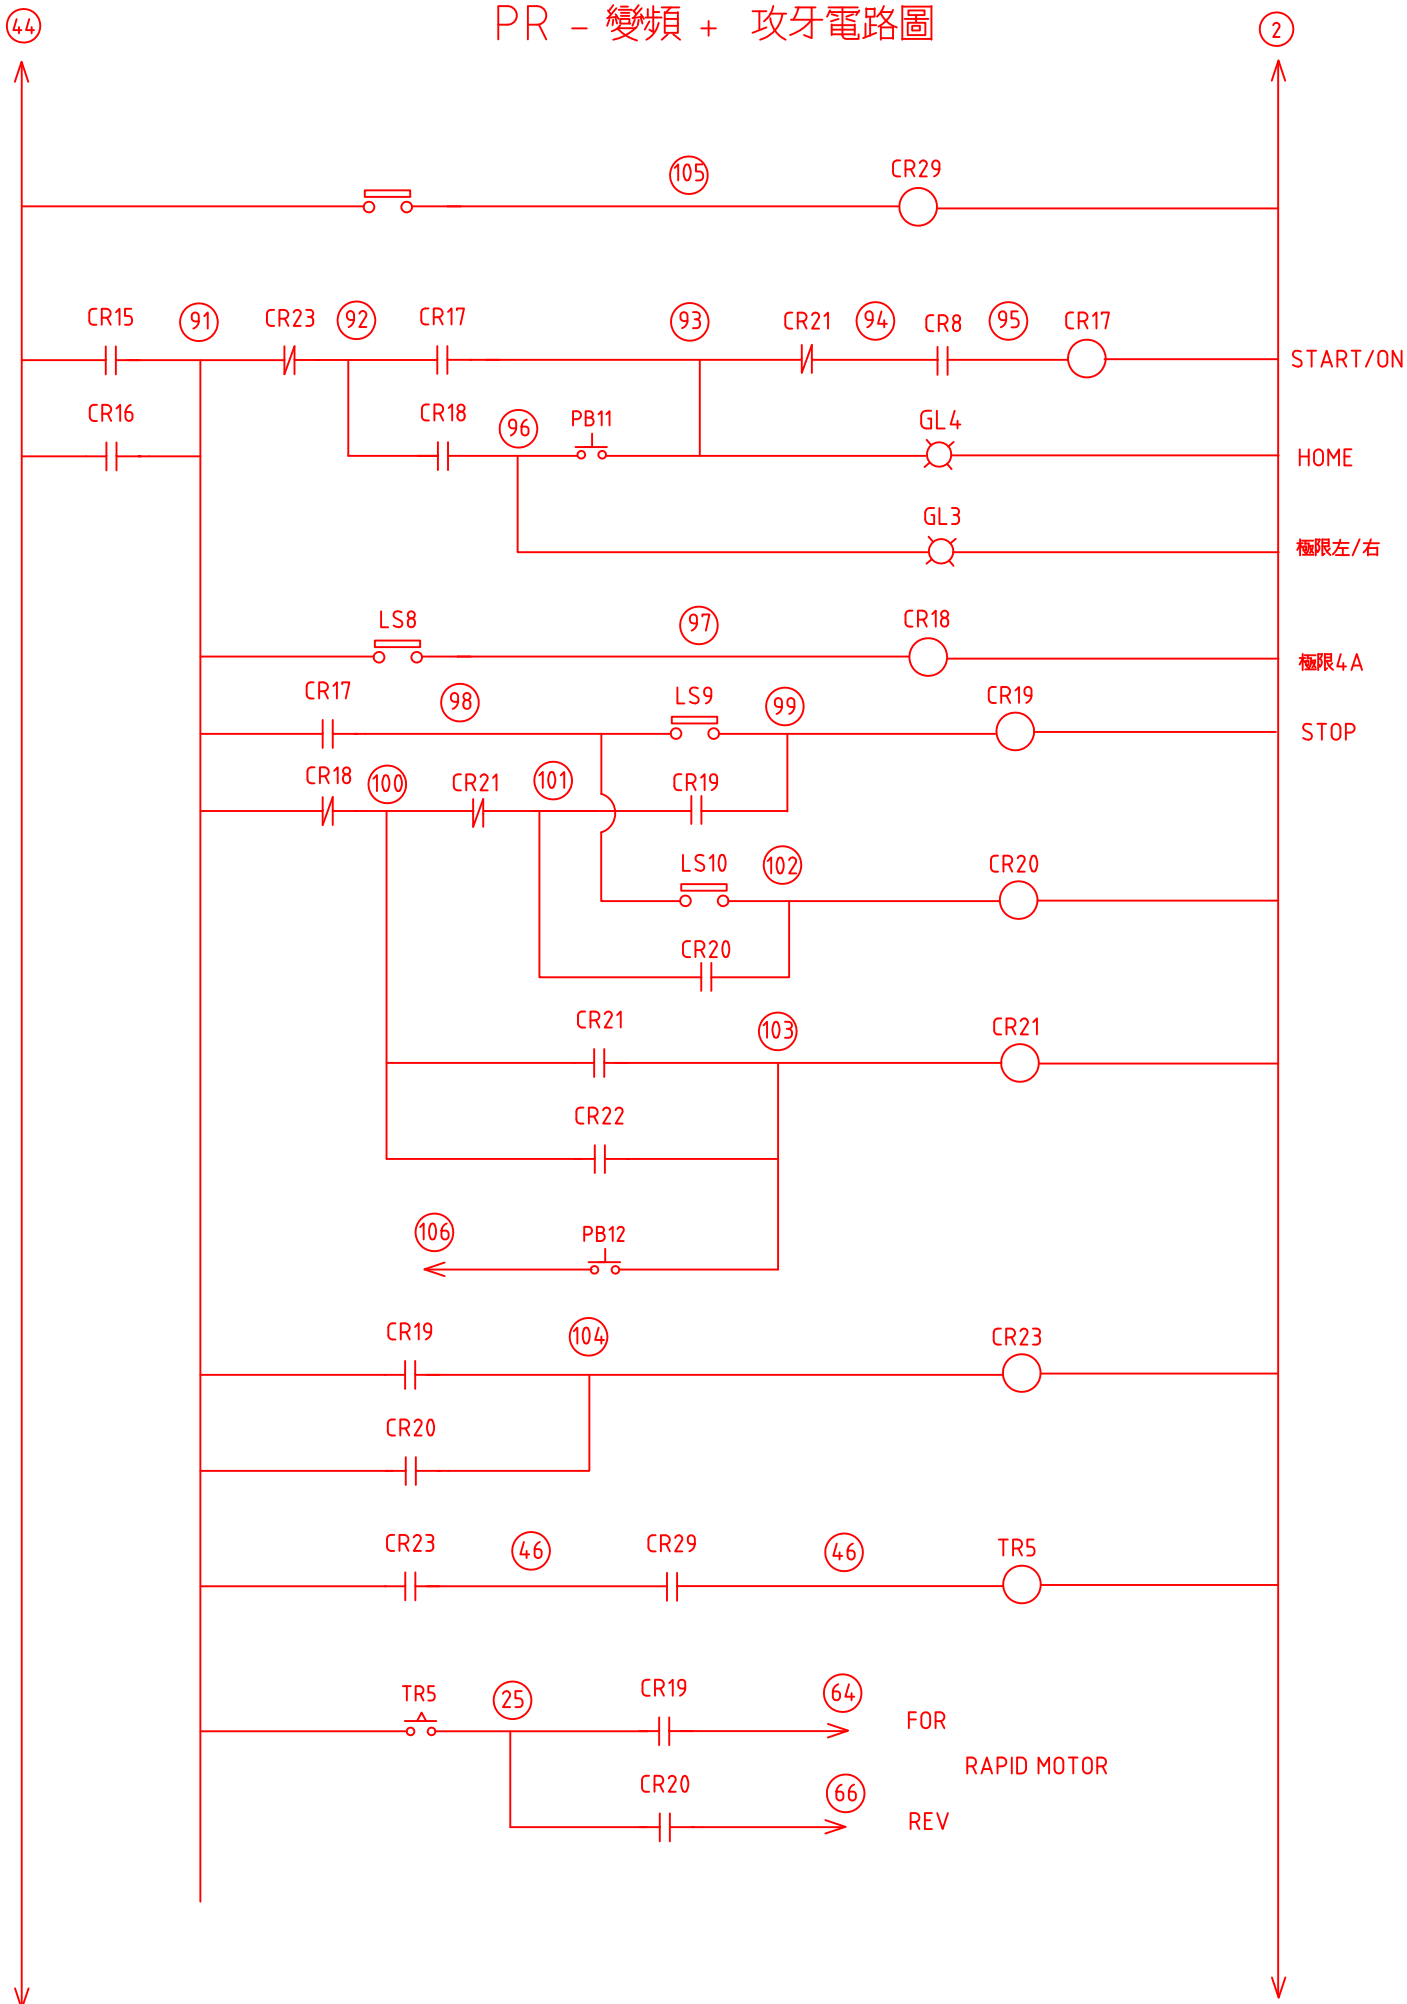 44 PR - 變頻 + 攻牙電路圖 2
105 CR29
CR15 91 CR23 92 CR17 93 CR21 94 CR8 95 CR17
START/ON
CR16 CR18 96 PB11 GL4
HOME
GL3
極限左/右
LS8 97 CR18
極限4A
CR17 98 LS9 99 CR19
STOP
CR18 100 CR21 101 CR19
LS10 102 CR20
CR20
CR21 103 CR21
CR22
106 PB12
CR19 104 CR23
CR20
CR23 46 CR29 46 TR5
TR5 25 CR19 64
FOR
RAPID MOTOR
CR20 66
REV